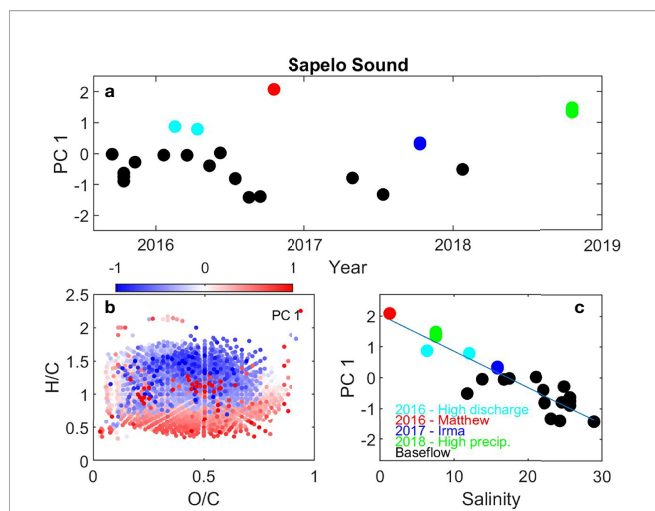 Sapelo Sound
a
2
1
0
-1
-2
PC 1
2016
2017
2018
2019
Year
-1
0
1
b
PC 1
2.5
2
1.5
1
0.5
0
H/C
0
0.5
1
O/C
c
2
1
0
-1
-2
PC 1
2016 - High discharge
2016 - Matthew
2017 - Irma
2018 - High precip.
Baseflow
0
10
20
30
Salinity